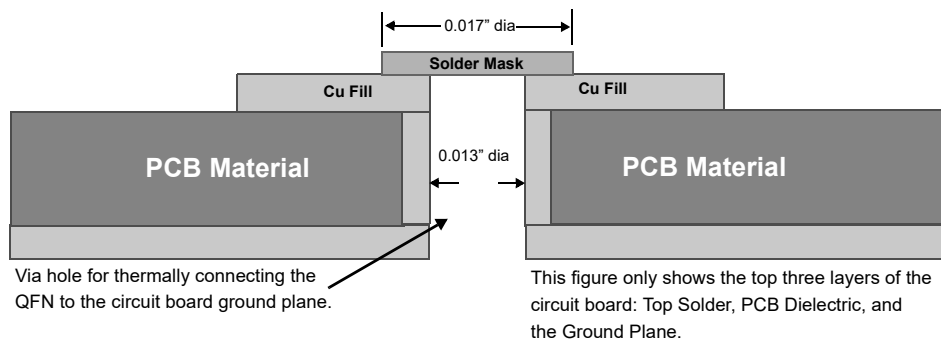 0.017” dia
Solder Mask
Cu Fill
Cu Fill
PCB Material
0.013” dia
PCB Material
Via hole for thermally connecting the
QFN to the circuit board ground plane.
This figure only shows the top three layers of the
circuit board: Top Solder, PCB Dielectric, and
the Ground Plane.